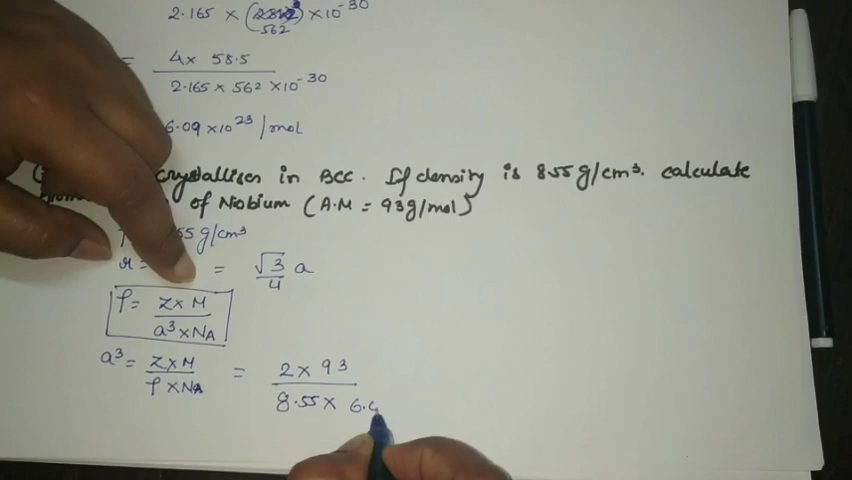 2.165 × ( 562 ) × 10⁻³⁰
= 4 × 58.5 / 2.165 × 562 × 10⁻³⁰
6.09 × 10²³ / mol
crystallises in BCC. If density is 8.55 g/cm³. calculate
of Niobium (A.M = 93g/mol)
55 g/cm³
r = = √3/4 a
ρ = Z × M / a³ × NA
a³ = Z × M / ρ × NA = 2 × 93 / 8.55 × 6.